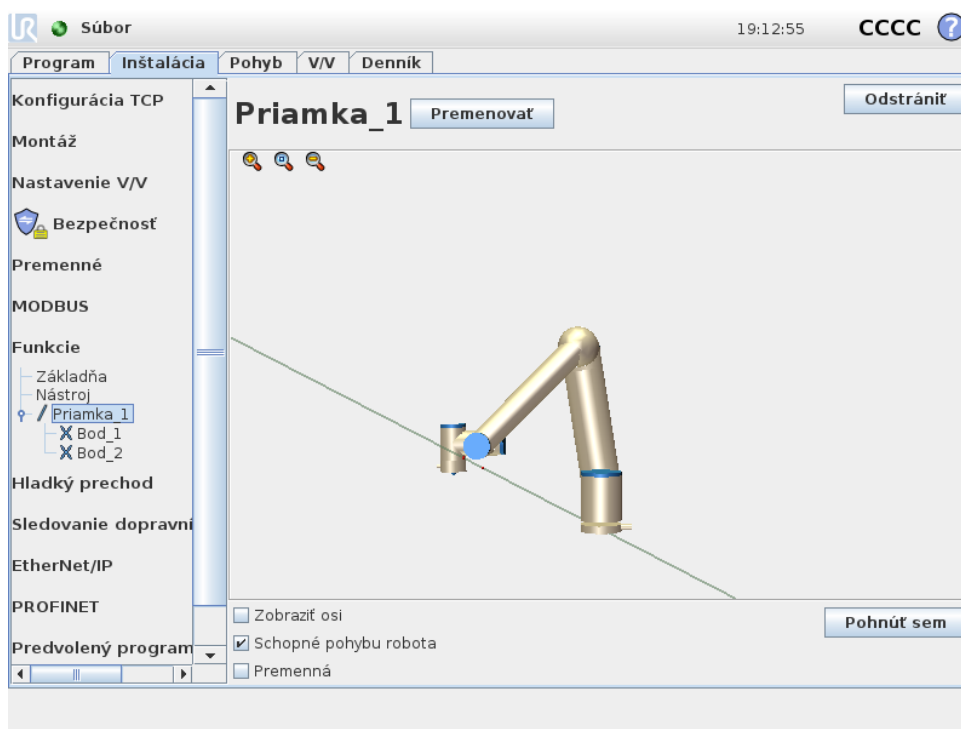 UR Súbor 19:12:55 CCCC ?
Program Inštalácia Pohyb V/V Denník
Konfigurácia TCP
Montáž
Nastavenie V/V
Bezpečnosť
Premenné
MODBUS
Funkcie
Základňa
Nástroj
Priamka_1
Bod_1
Bod_2
Hladký prechod
Sledovanie dopravní
EtherNet/IP
PROFINET
Predvolený program
Priamka_1 Premenovať Odstrániť
Zobraziť osi
Schopné pohybu robota
Premenná
Pohnúť sem